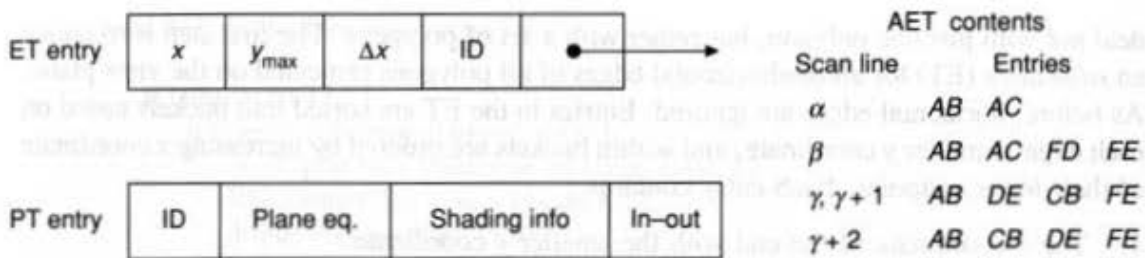 AET contents
ET entry x y_max Δx ID
Scan line Entries
α AB AC
β AB AC FD FE
PT entry ID Plane eq. Shading info In–out
γ, γ + 1 AB DE CB FE
γ + 2 AB CB DE FE